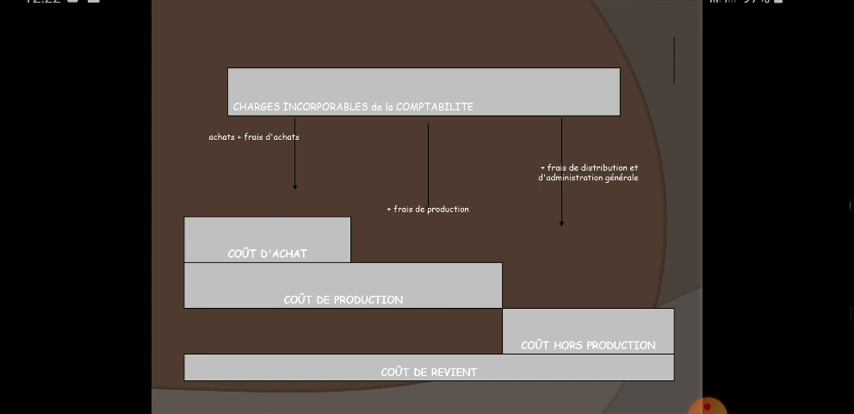 CHARGES INCORPORABLES de la COMPTABILITE
achats + frais d'achats
+ frais de distribution et
d'administration générale
+ frais de production
COÛT D'ACHAT
COÛT DE PRODUCTION
COÛT HORS PRODUCTION
COÛT DE REVIENT